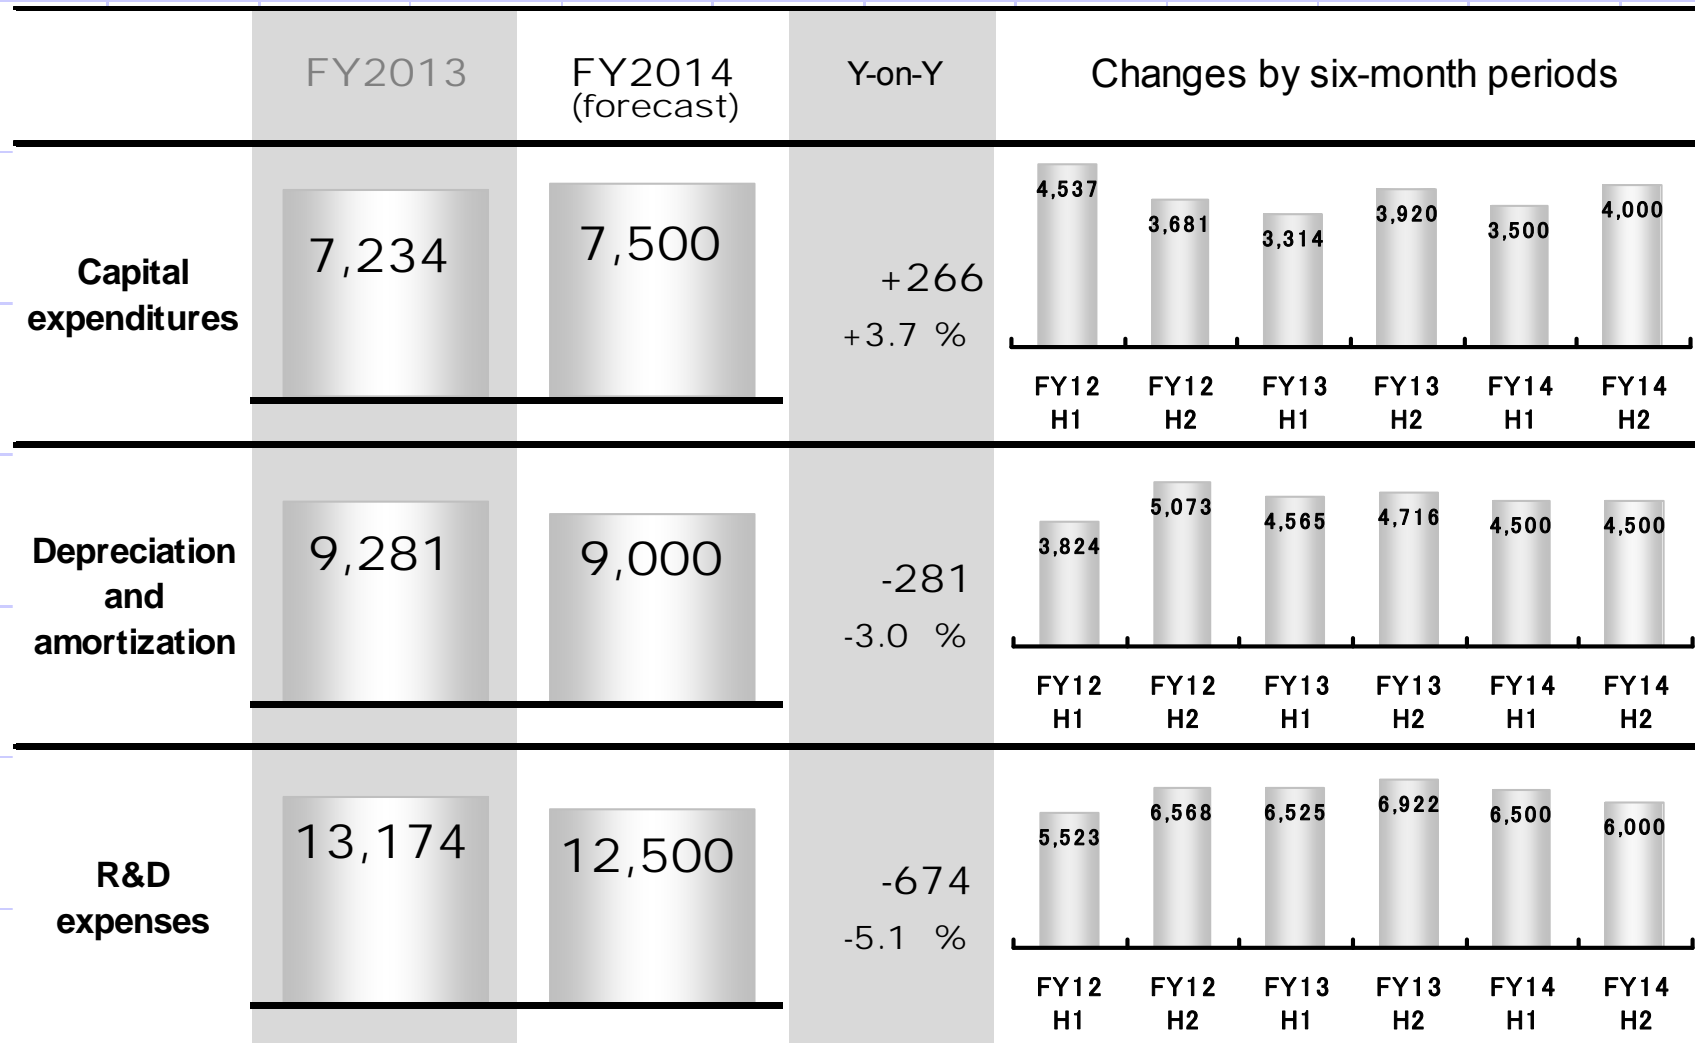 FY2013
FY2014
(forecast)
Y-on-Y
Changes by six-month periods
Capital
expenditures
7,234
7,500
+266
+3.7 %
4,537
3,681
3,314
3,920
3,500
4,000
FY12 FY12 FY13 FY13 FY14 FY14
H1 H2 H1 H2 H1 H2
Depreciation
and
amortization
9,281
9,000
-281
-3.0 %
3,824
5,073
4,565
4,716
4,500
4,500
FY12 FY12 FY13 FY13 FY14 FY14
H1 H2 H1 H2 H1 H2
R&D
expenses
13,174
12,500
-674
-5.1 %
5,523
6,568
6,525
6,922
6,500
6,000
FY12 FY12 FY13 FY13 FY14 FY14
H1 H2 H1 H2 H1 H2